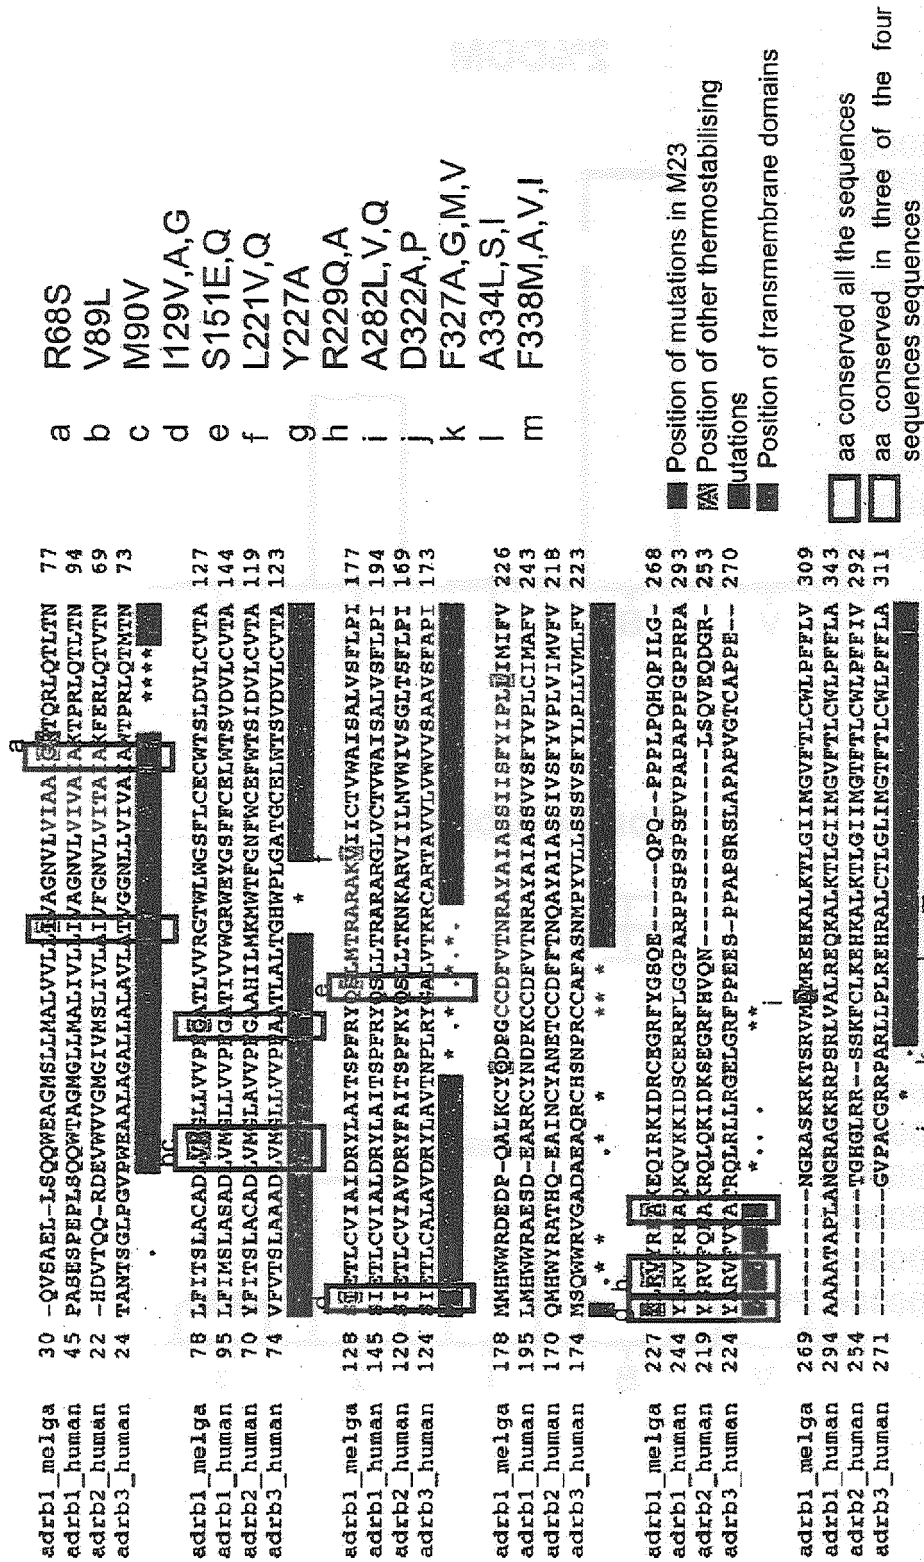 adrb1_melga 30 -QVSAEL-LSQQWEAGMSLLMALVVLLIVAGNVLVIAAIGRTQRLQTLTN 77
adrb1_human 45 PASESPEPLSQQWTAGMGLLMALIVLLIVAGNVLVIVAIAKTPRLQTLTN 94
adrb2_human 22 -HDVTQQ-RDEVWVVGMGIVMSLIVLAIVFGNVLVITAIAKFERLQTVTN 69
adrb3_human 24 TANTSGLPGVPWEAALAGALLALAVLATVGGNLLVIVAIAWTPRLQTMTN 73
a
****
bc
adrb1_melga 78 LFITSLACADLVMGLLVVPFGATLVVRGTWLWGSFLCECWTSLDVLCVTA 127
adrb1_human 95 LFIMSLASADLVMGLLVVPFGATIVVWGRWEYGSFFCELWTSVDVLCVTA 144
adrb2_human 70 YFITSLACADLVMGLAVVPFGAAHILMKMWTFGNFWCEFWTSIDVLCVTA 119
adrb3_human 74 VFVTSLAAADLVMGLLVVPPAATLALTGHWPLGATGCELWTSVDVLCVTA 123
*
d e f
adrb1_melga 128 SIETLCVIAIDRYLAITSPFRYQSLMTRARAKVIICTVWAISALVSFLPI 177
adrb1_human 145 SIETLCVIALDRYLAITSPFRYQSLLTRARARGLVCTVWAISALVSFLPI 194
adrb2_human 120 SIETLCVIAVDRYFAITSPFKYQSLLTKNKARVIILMVWIVSGLTSFLPI 169
adrb3_human 124 SIETLCALAVDRYLAVTNPLRYGALVTKRCARTAVVLVWVVSAAVSFAPI 173
adrb1_melga 178 MMHWWRDEDP-QALKCYQDPGCCDFVTNRAYAIASSIISFYIPLLIMIFV 226
adrb1_human 195 LMHWWRAESD-EARRCYNDPKCCDFVTNRAYAIASSVVSFYVPLCIMAFV 243
adrb2_human 170 QMHWYRATHQ-EAINCYANETCCDFFTNQAYAIASSIVSFYVPLVIMVFV 218
adrb3_human 174 MSQWWRVGADAEAQRCHSNPRCCAFASNMPYVLLSSSVSFYLPLLVMLFV 223
g h
adrb1_melga 227 YLRVYREAKEQIRKIDRCEGRFYGSQE----QPQ--PPPLPQHQPILG- 268
adrb1_human 244 YLRVFREAQKQVKKIDSCERRFLGGPARPPSPSPSPVPAPAPPPGPPRPA 293
adrb2_human 219 YSRVFQEAKRQLQKIDKSEGRFHVQN----------LSQVEQDGR- 253
adrb3_human 224 YARVFVVATRQLRLLRGELGRFPPEES-PPAPSRSLAPAPVGTCAPPE-- 270
i
adrb1_melga 269 ---------NGRASKRKTSRVMAMREHKALKTLGIIMGVFTLCWLPFFLV 309
adrb1_human 294 AAAATAPLANGRAGKRRPSRLVALREQKALKTLGIIMGVFTLCWLPFFLA 343
adrb2_human 254 ---------TGHGLRR--SSKFCLKEHKALKTLGIIMGTFTLCWLPFFIV 292
adrb3_human 271 ---------GVPACGRRPARLLPLREHRALCTLGLIMGTFTLCWLPFFLA 311
a R68S
b V89L
c M90V
d I129V,A,G
e S151E,Q
f L221V,Q
g Y227A
h R229Q,A
i A282L,V,Q
j D322A,P
k F327A,G,M,V
l A334L,S,I
m F338M,A,V,I
Position of mutations in M23
Position of other thermostabilising
utations
Position of transmembrane domains
aa conserved all the sequences
aa conserved in three of the four
sequences sequences